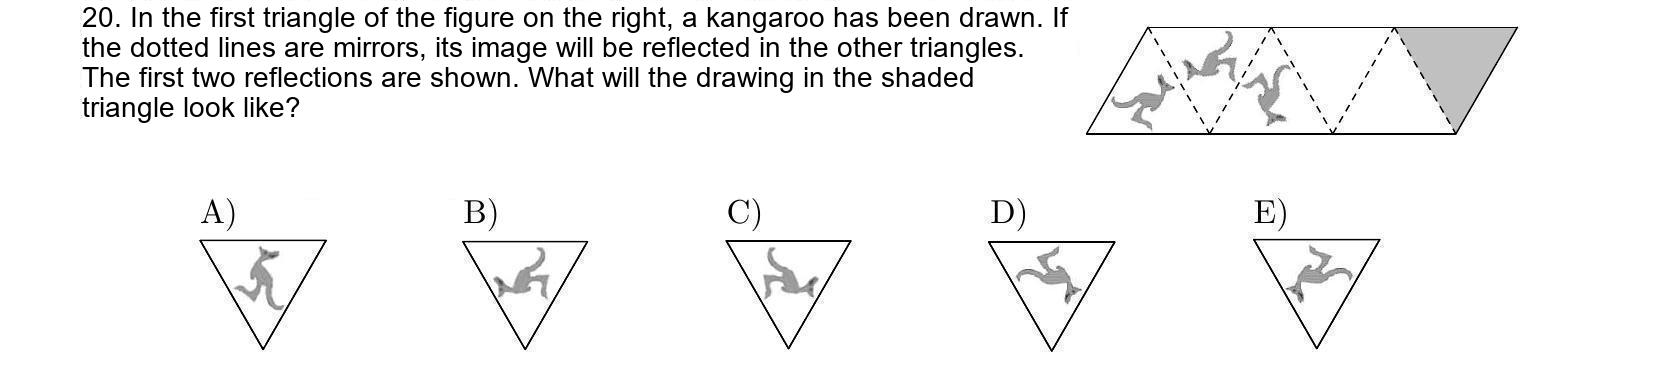 20. In the first triangle of the figure on the right, a kangaroo has been drawn. If
the dotted lines are mirrors, its image will be reflected in the other triangles.
The first two reflections are shown. What will the drawing in the shaded
triangle look like?
A) B) C) D) E)